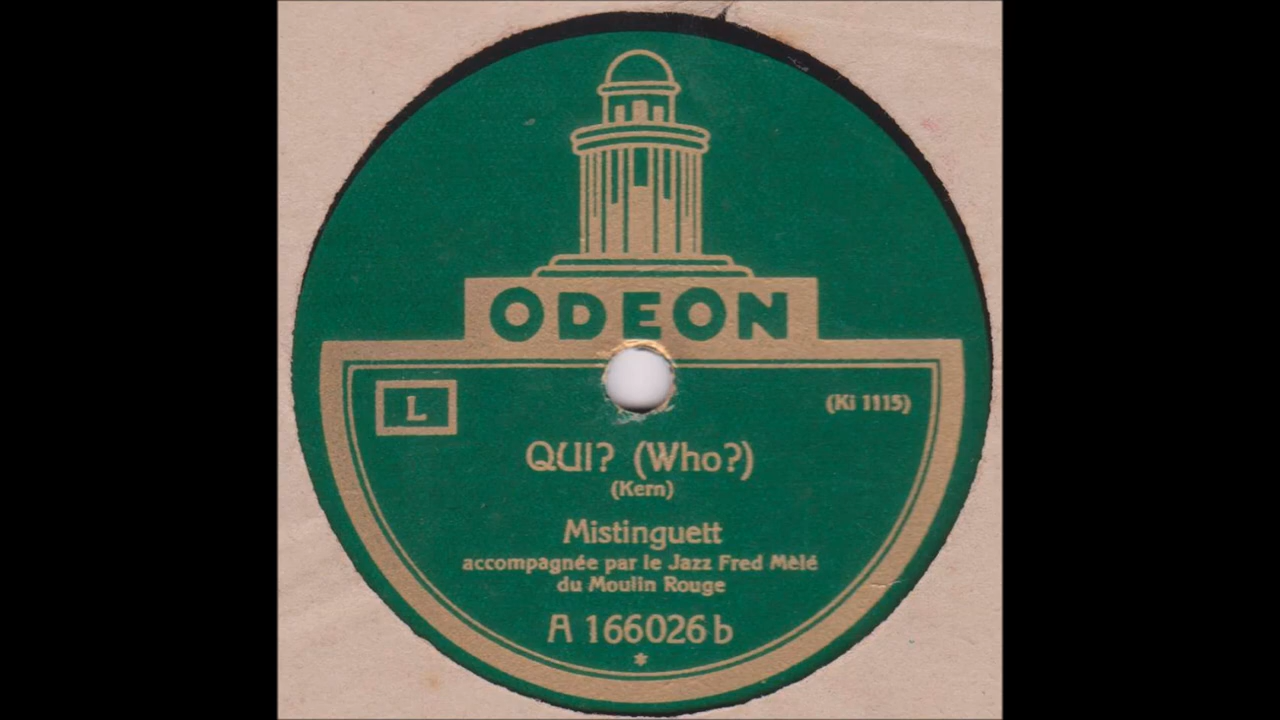 ODEON
L
(Ki 1115)
QUI? (Who?)
(Kern)
Mistinguett
accompagnée par le Jazz Fred Mèlé
du Moulin Rouge
A 166026 b
*